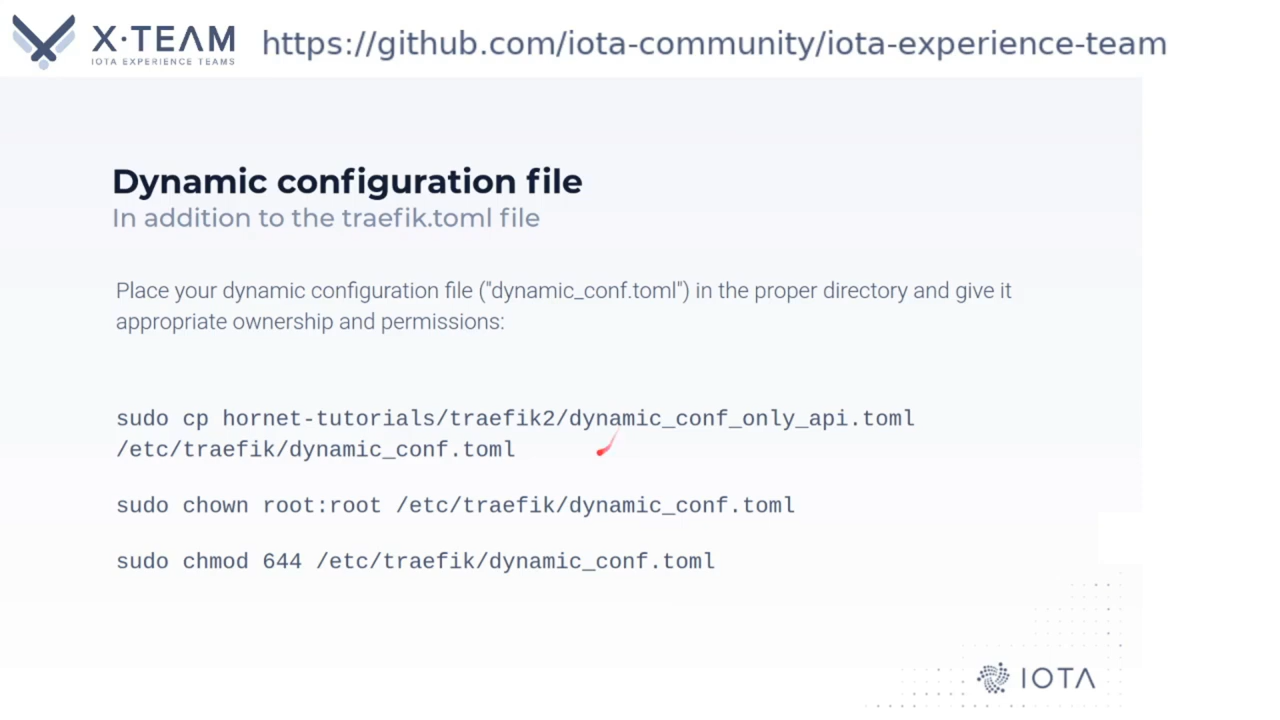 X·TEAM
IOTA EXPERIENCE TEAMS
https://github.com/iota-community/iota-experience-team
Dynamic configuration file
In addition to the traefik.toml file
Place your dynamic configuration file ("dynamic_conf.toml") in the proper directory and give it
appropriate ownership and permissions:
sudo cp hornet-tutorials/traefik2/dynamic_conf_only_api.toml
/etc/traefik/dynamic_conf.toml
sudo chown root:root /etc/traefik/dynamic_conf.toml
sudo chmod 644 /etc/traefik/dynamic_conf.toml
IOTA